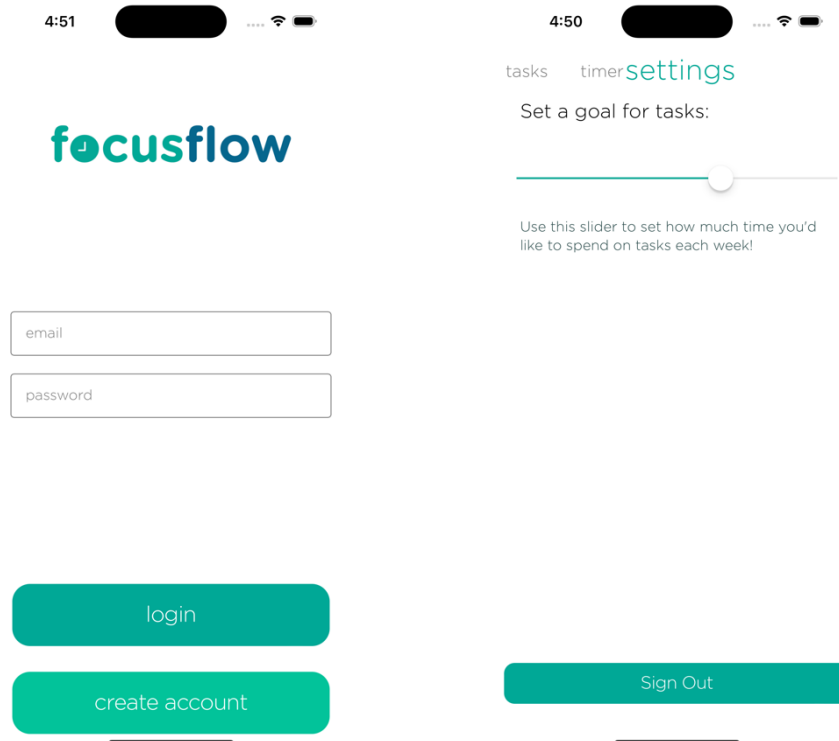 4:51
focusflow
email
password
login
create account
4:50
tasks timer settings
Set a goal for tasks:
Use this slider to set how much time you'd
like to spend on tasks each week!
Sign Out